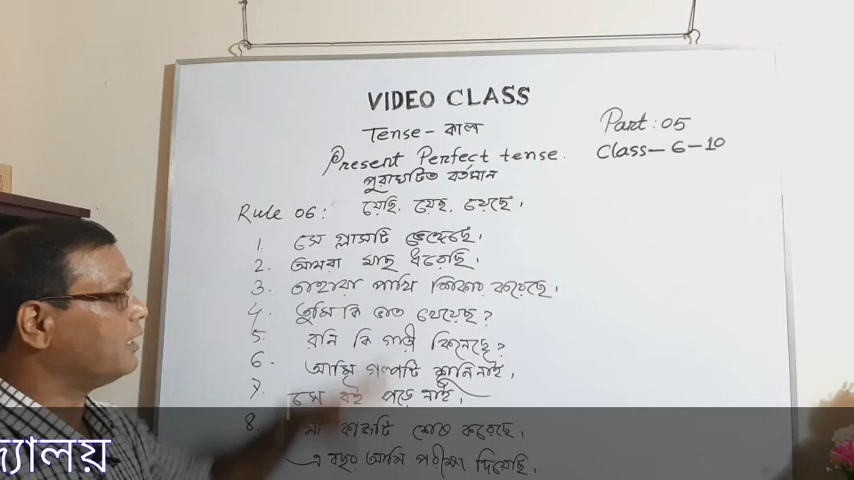 VIDEO CLASS
Tense - কাল
Part: 05
Present Perfect tense.
Class - 6 - 10
পুরাঘটিত বর্তমান
Rule 06: য়েছি, য়েছ, য়েছে,
1. সে গ্লাসটি ভেঙ্গেছে,
2. আমরা মাছ ধরেছি,
3. তাহারা পাখি শিকার করেছে,
4. তুমি কি ভাত খেয়েছ?
5. রনি কি গাড়ী কিনেছে?
6. আমি গল্পটি শুনি নাই,
7. সে বই পড়ে নাই,
8. মা কাজটি শেষ করেছে,
এ বছর আমি পরীক্ষা দিয়েছি,
দ্যালয়